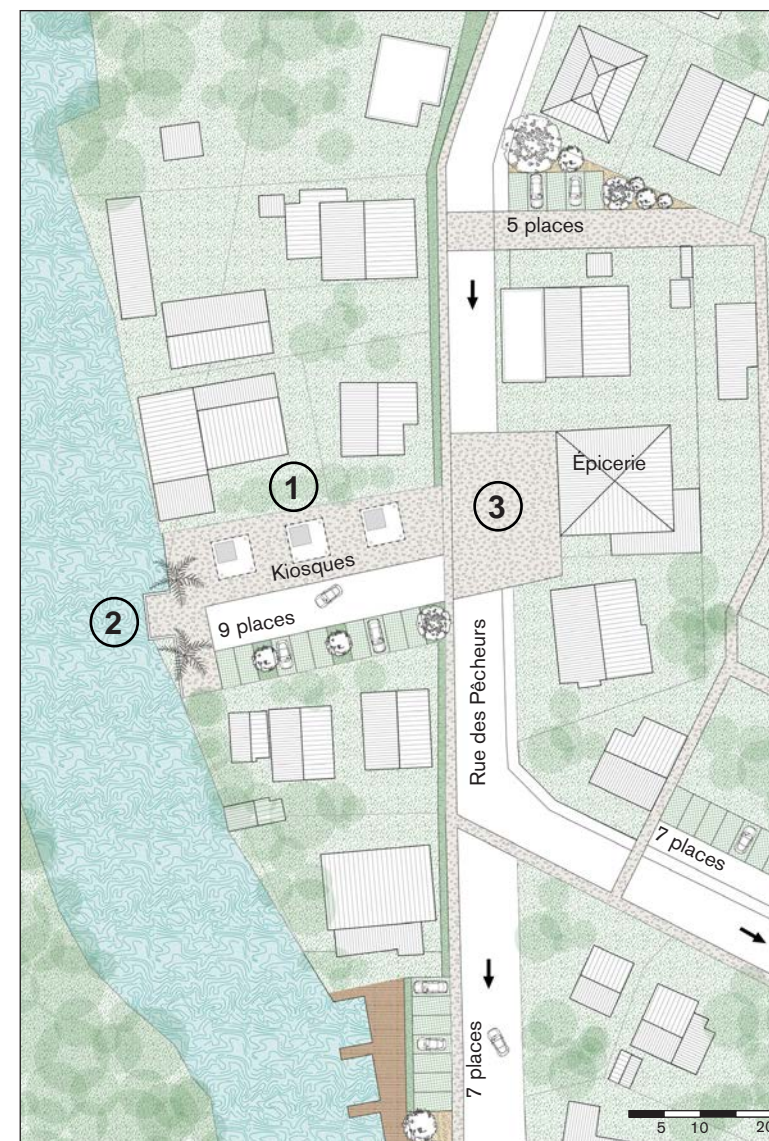 5 places
Épicerie
1
3
Kiosques
2
9 places
Rue des Pêcheurs
7 places
7 places
5 10 20